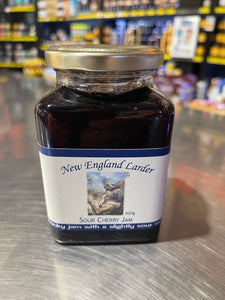 New England Larder
Sour Cherry Jam
jam with a slightly sour